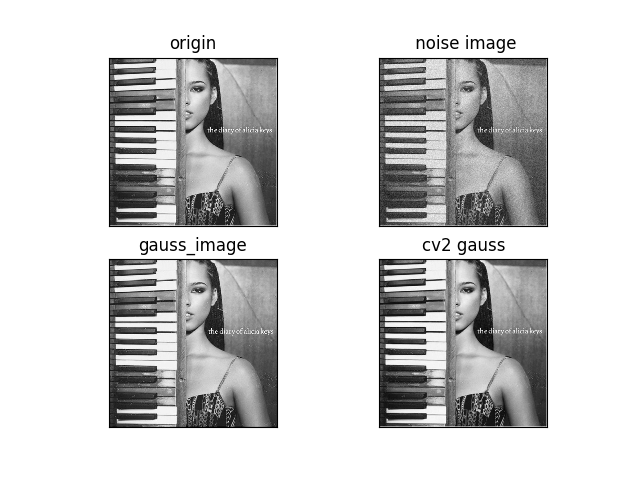 origin
noise image
the diary of alicia keys
the diary of alicia keys
gauss_image
cv2 gauss
the diary of alicia keys
the diary of alicia keys